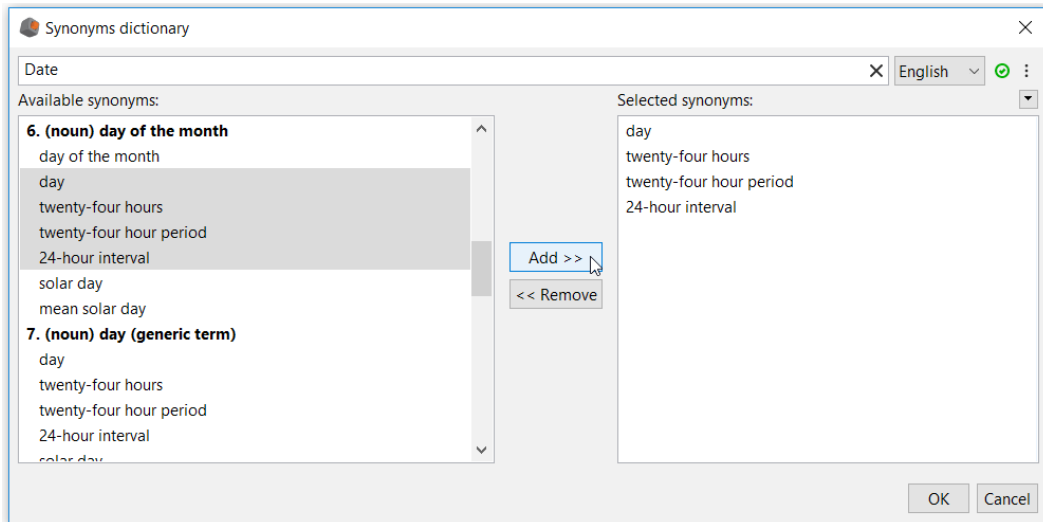 Synonyms dictionary
Date
English
Available synonyms:
6. (noun) day of the month
day of the month
day
twenty-four hours
twenty-four hour period
24-hour interval
solar day
mean solar day
7. (noun) day (generic term)
day
twenty-four hours
twenty-four hour period
24-hour interval
solar day
Add >>
<< Remove
Selected synonyms:
day
twenty-four hours
twenty-four hour period
24-hour interval
OK
Cancel